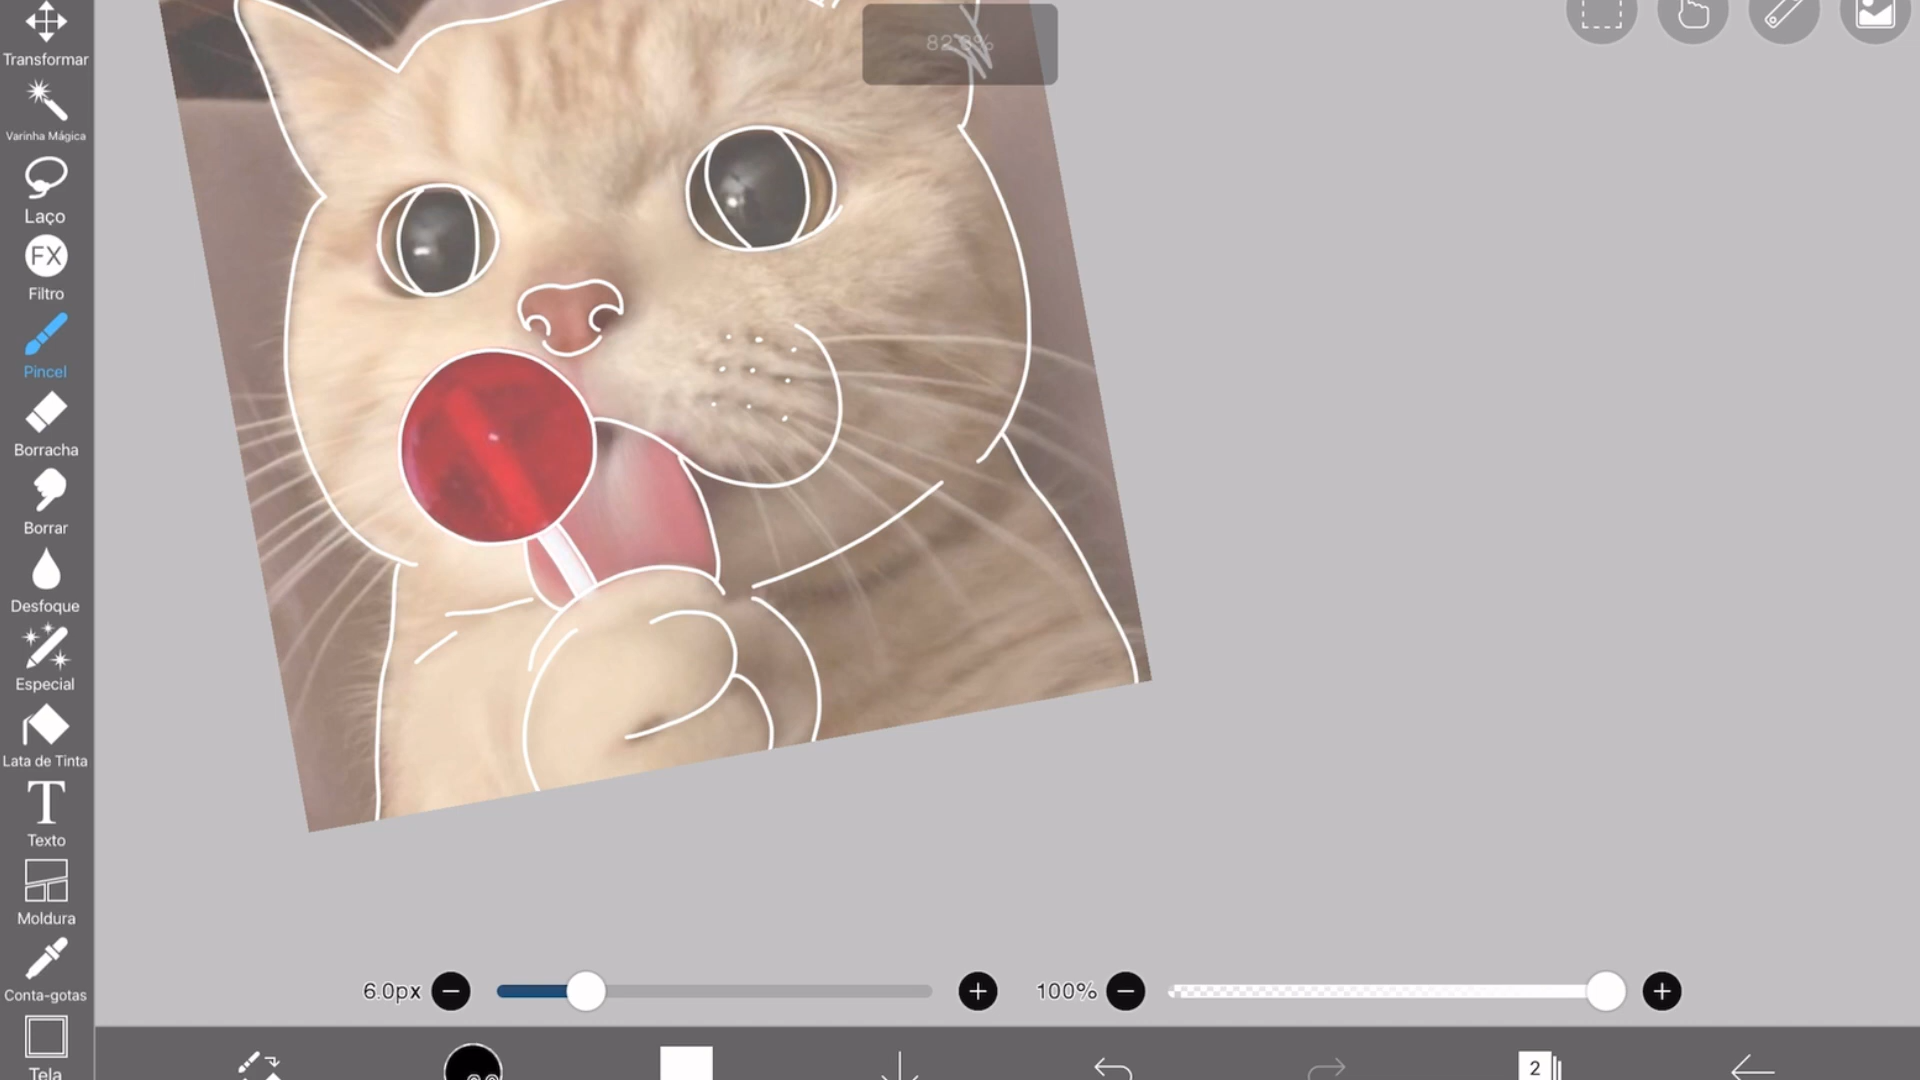 Transformar
Varinha Mágica
Laço
FX
Filtro
Pincel
Borracha
Borrar
Desfoque
Especial
Lata de Tinta
T
Texto
Moldura
Conta-gotas
Tela
6.0px
100%
2